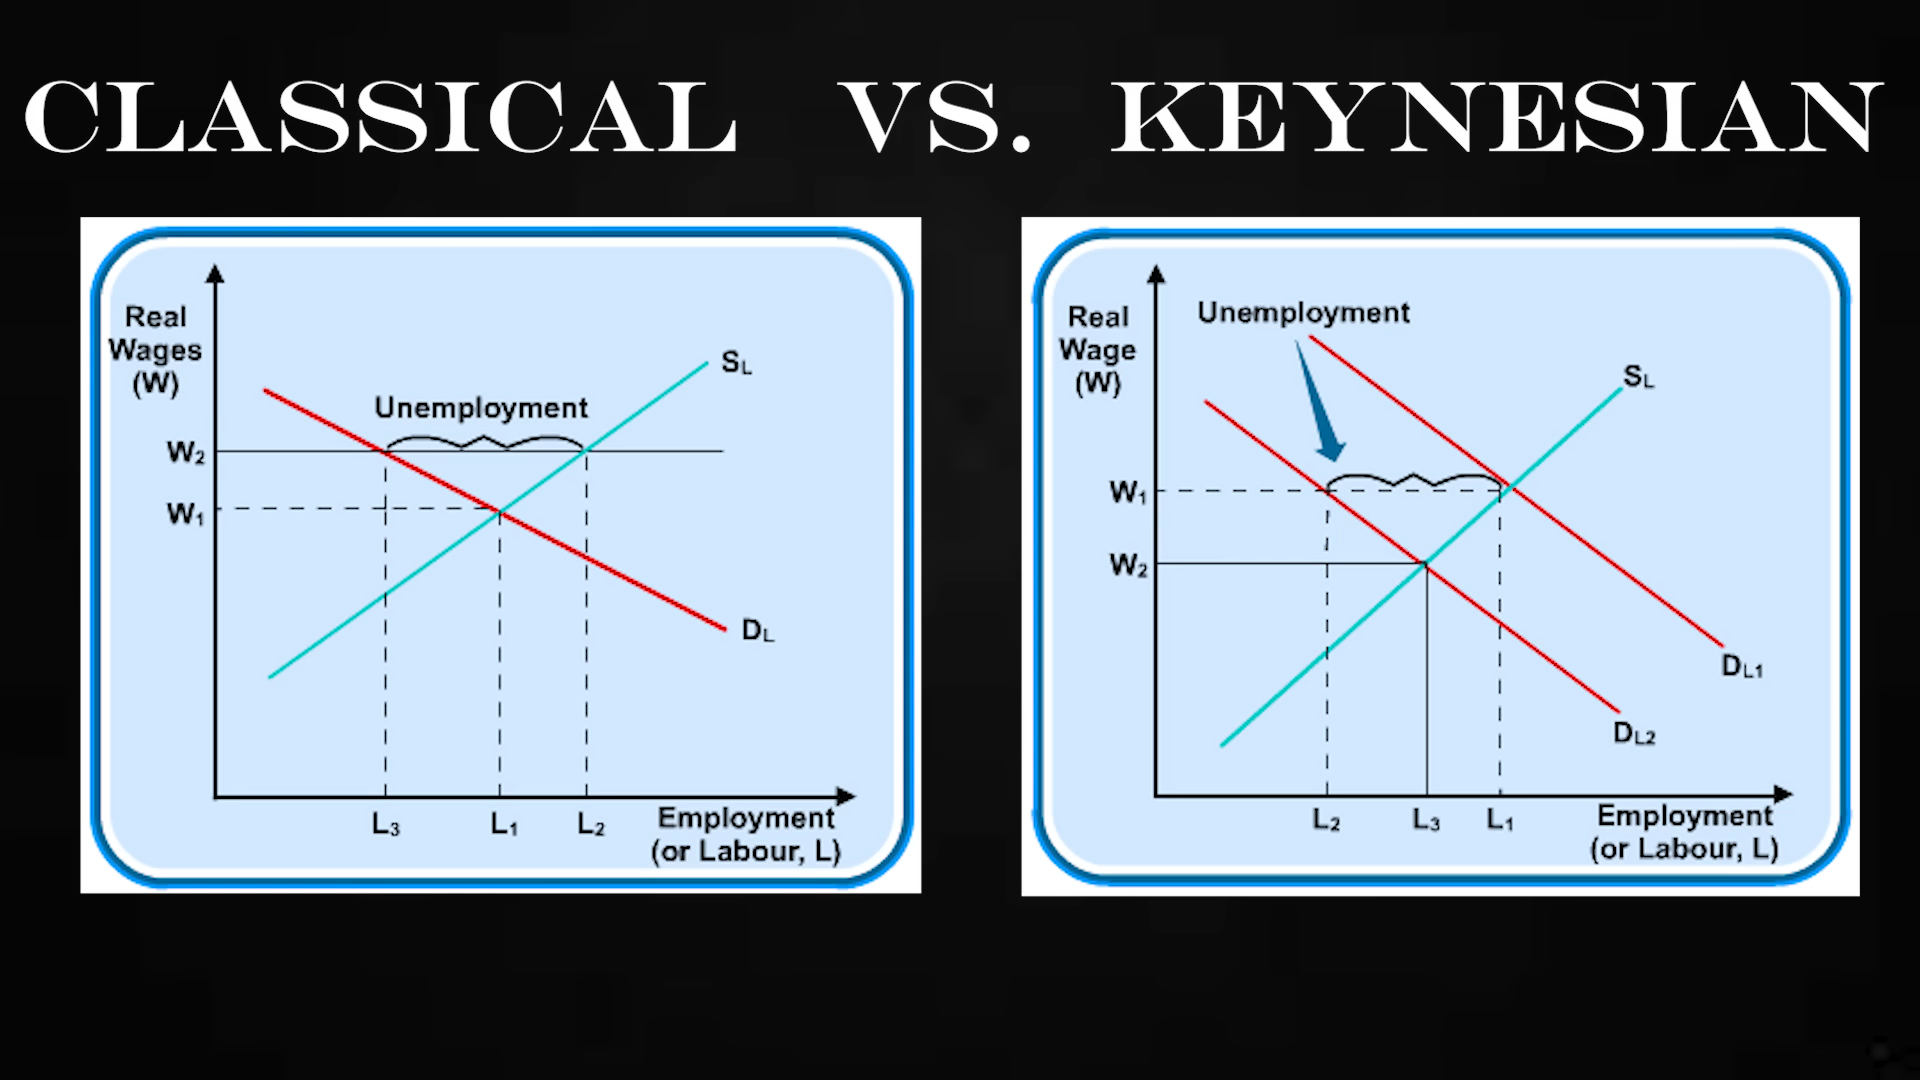 CLASSICAL VS. KEYNESIAN
Real
Wages
(W)
Unemployment
SL
W2
W1
DL
L3
L1
L2
Employment
(or Labour, L)
Real
Wage
(W)
Unemployment
SL
W1
W2
DL1
DL2
L2
L3
L1
Employment
(or Labour, L)